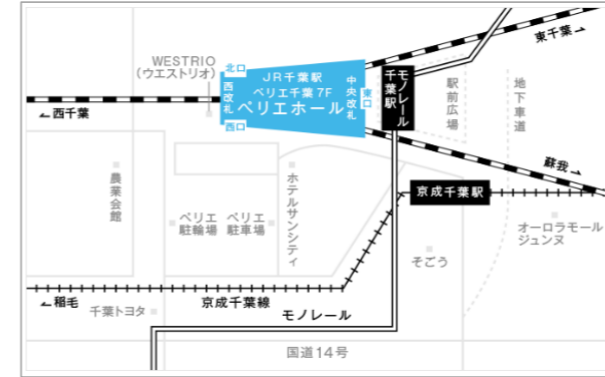 WESTRIO
(ウエストリオ)
北口
JR千葉駅
ペリエ千葉7F
ペリエホール
西改札
西口
中央改札
東口
モノレール
千葉駅
東千葉
駅前広場
地下車道
西千葉
蘇我
京成千葉駅
農業会館
ペリエ
駐輪場
ペリエ
駐車場
ホテルサンシティ
そごう
オーロラモール
ジュンヌ
稲毛
千葉トヨタ
京成千葉線
モノレール
国道14号